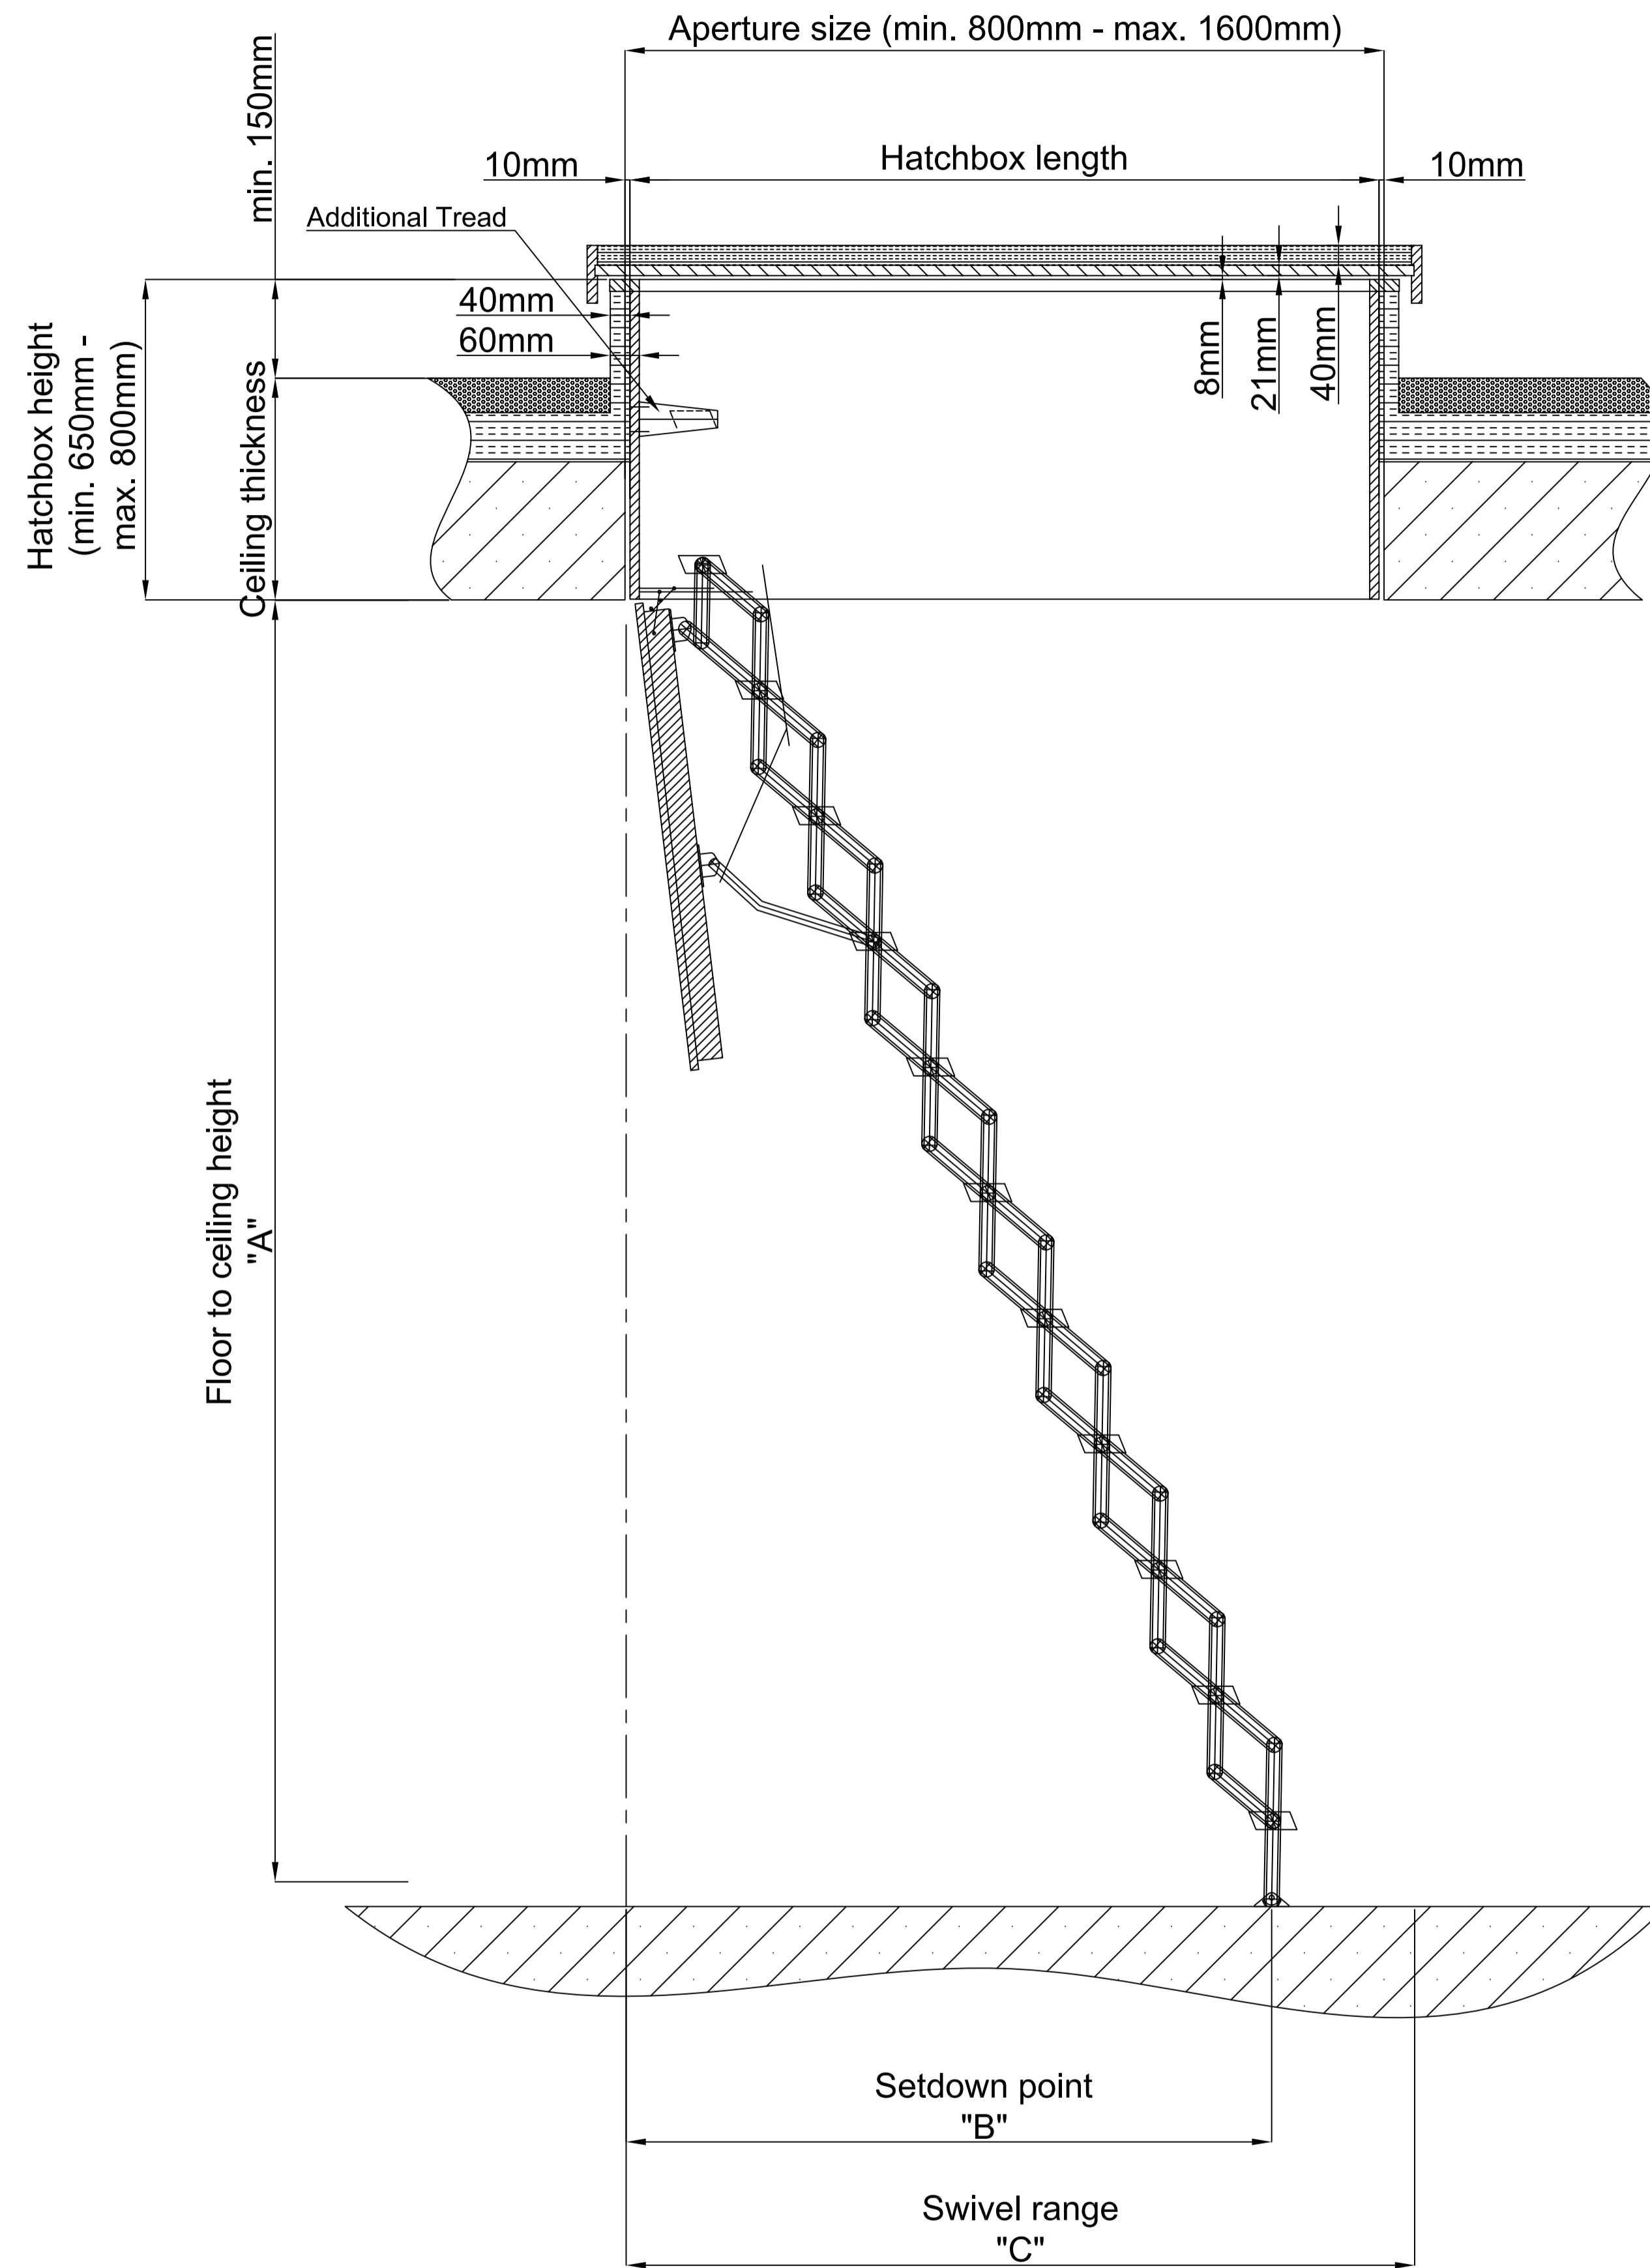 Aperture size (min. 800mm - max. 1600mm)
min. 150mm
10mm
Hatchbox length
10mm
Additional Tread
40mm
60mm
8mm
21mm
40mm
Hatchbox height
(min. 650mm -
max. 800mm)
Ceiling thickness
Floor to ceiling height
"A"
Setdown point
"B"
Swivel range
"C"